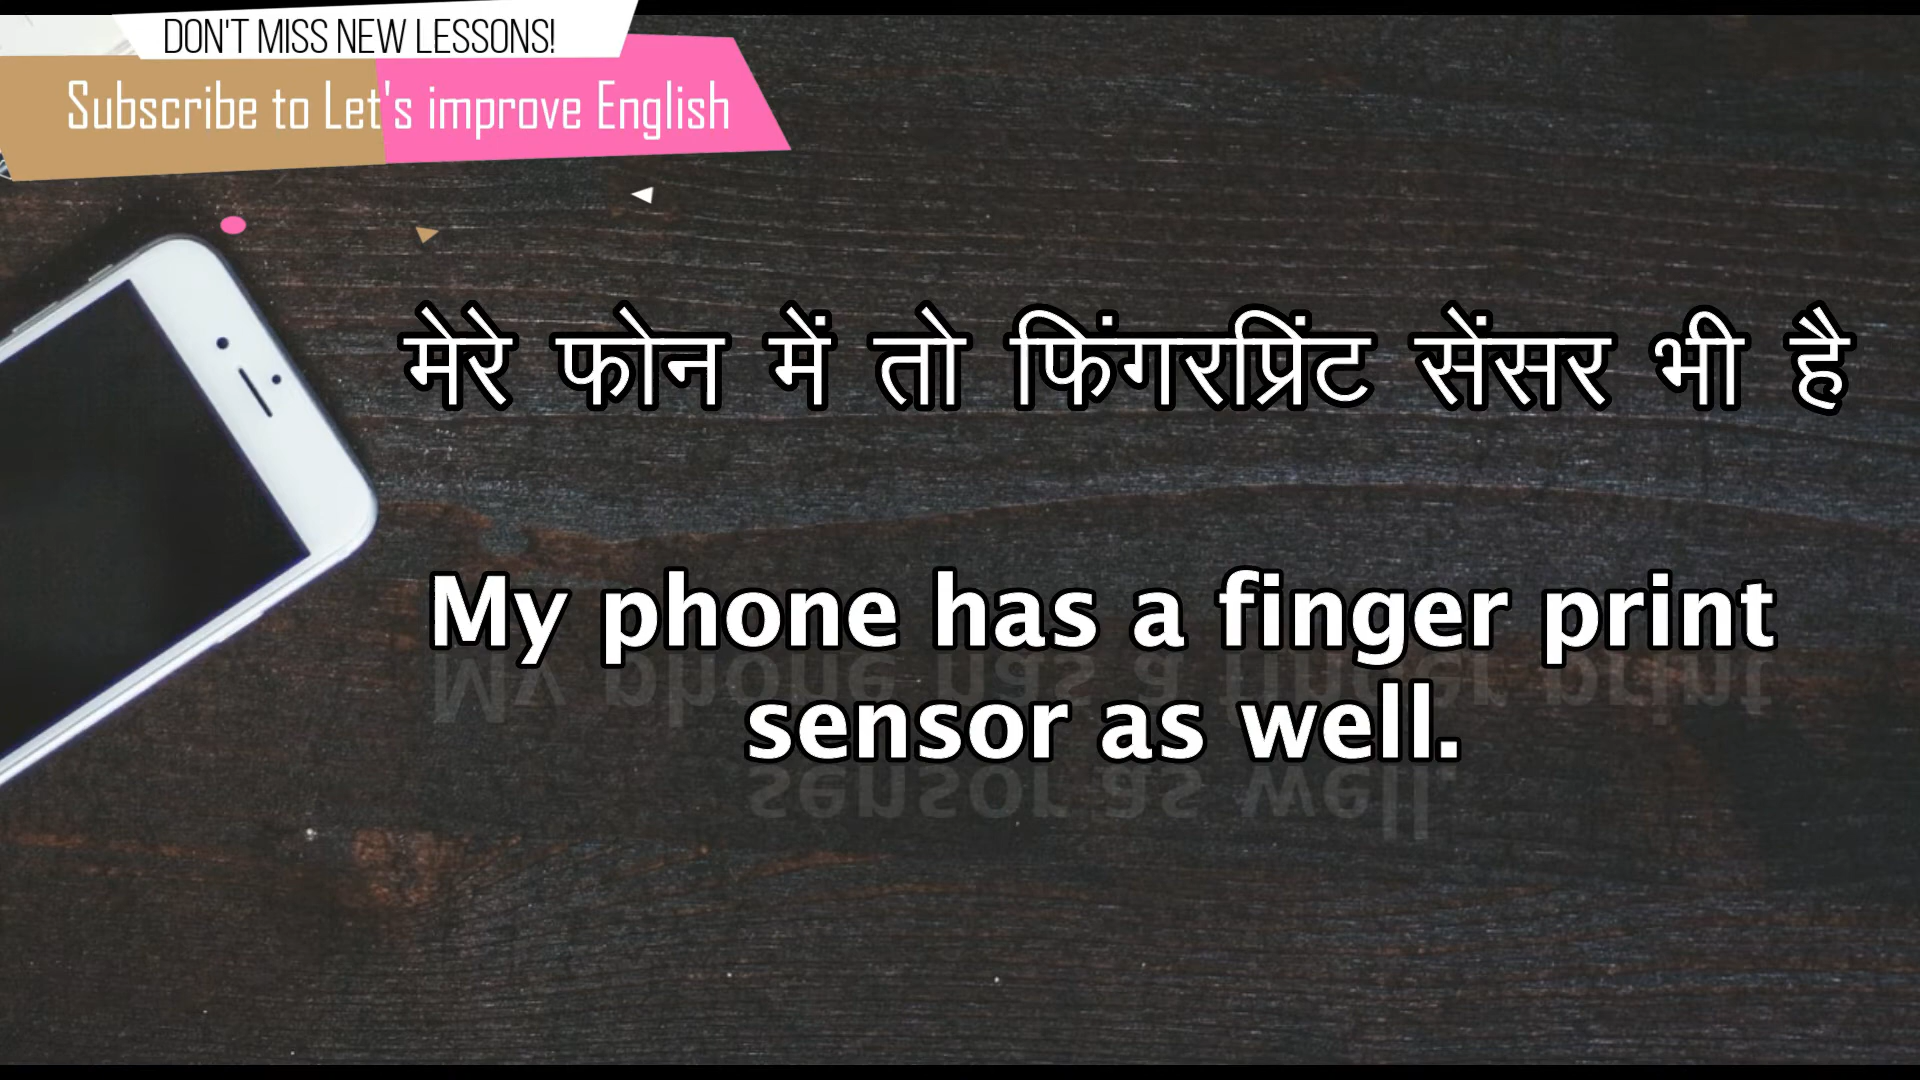 DON'T MISS NEW LESSONS!
Subscribe to Let's improve English
मेरे फोन में तो फिंगरप्रिंट सेंसर भी है
My phone has a finger print
sensor as well.